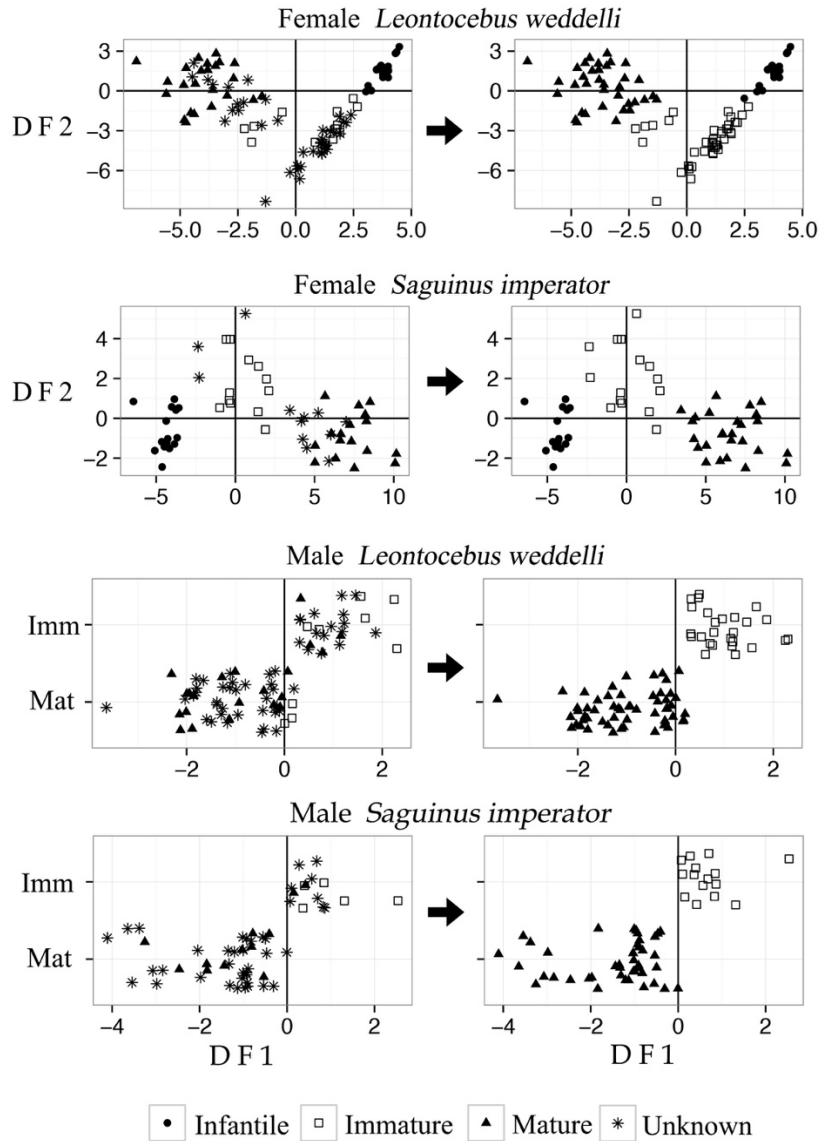 Female Leontocebus weddelli
3
0
-3
-6
DF2
-5.0 -2.5 0.0 2.5 5.0 -5.0 -2.5 0.0 2.5 5.0
Female Saguinus imperator
4
2
0
-2
DF2
-5 0 5 10 -5 0 5 10
Male Leontocebus weddelli
Imm
Mat
-2 0 2 -2 0 2
Male Saguinus imperator
Imm
Mat
-4 -2 0 2 -4 -2 0 2
DF1 DF1
Infantile Immature Mature Unknown